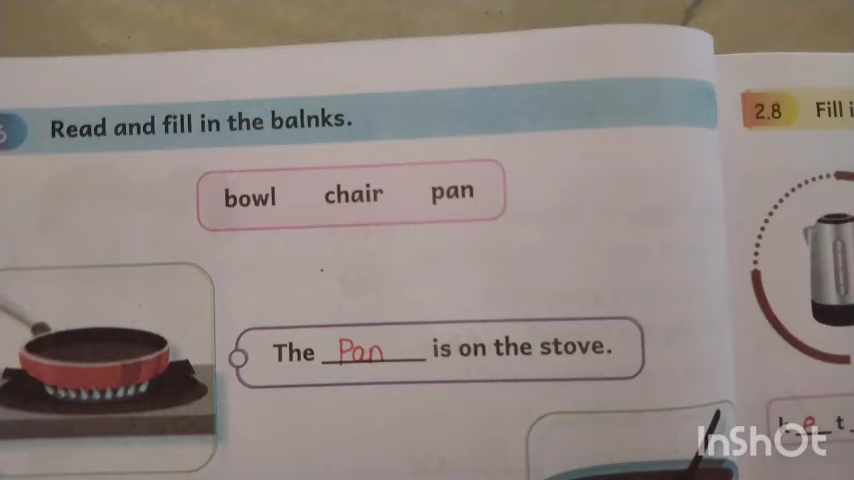 Read and fill in the balnks.
2.8 Fill i
bowl chair pan
The Pan is on the stove.
e t
InShOt